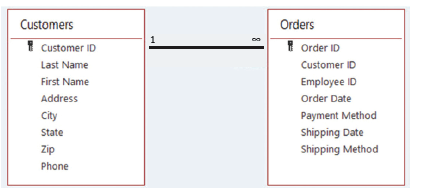 Customers
Customer ID
Last Name
First Name
Address
City
State
Zip
Phone
1 ∞
Orders
Order ID
Customer ID
Employee ID
Order Date
Payment Method
Shipping Date
Shipping Method